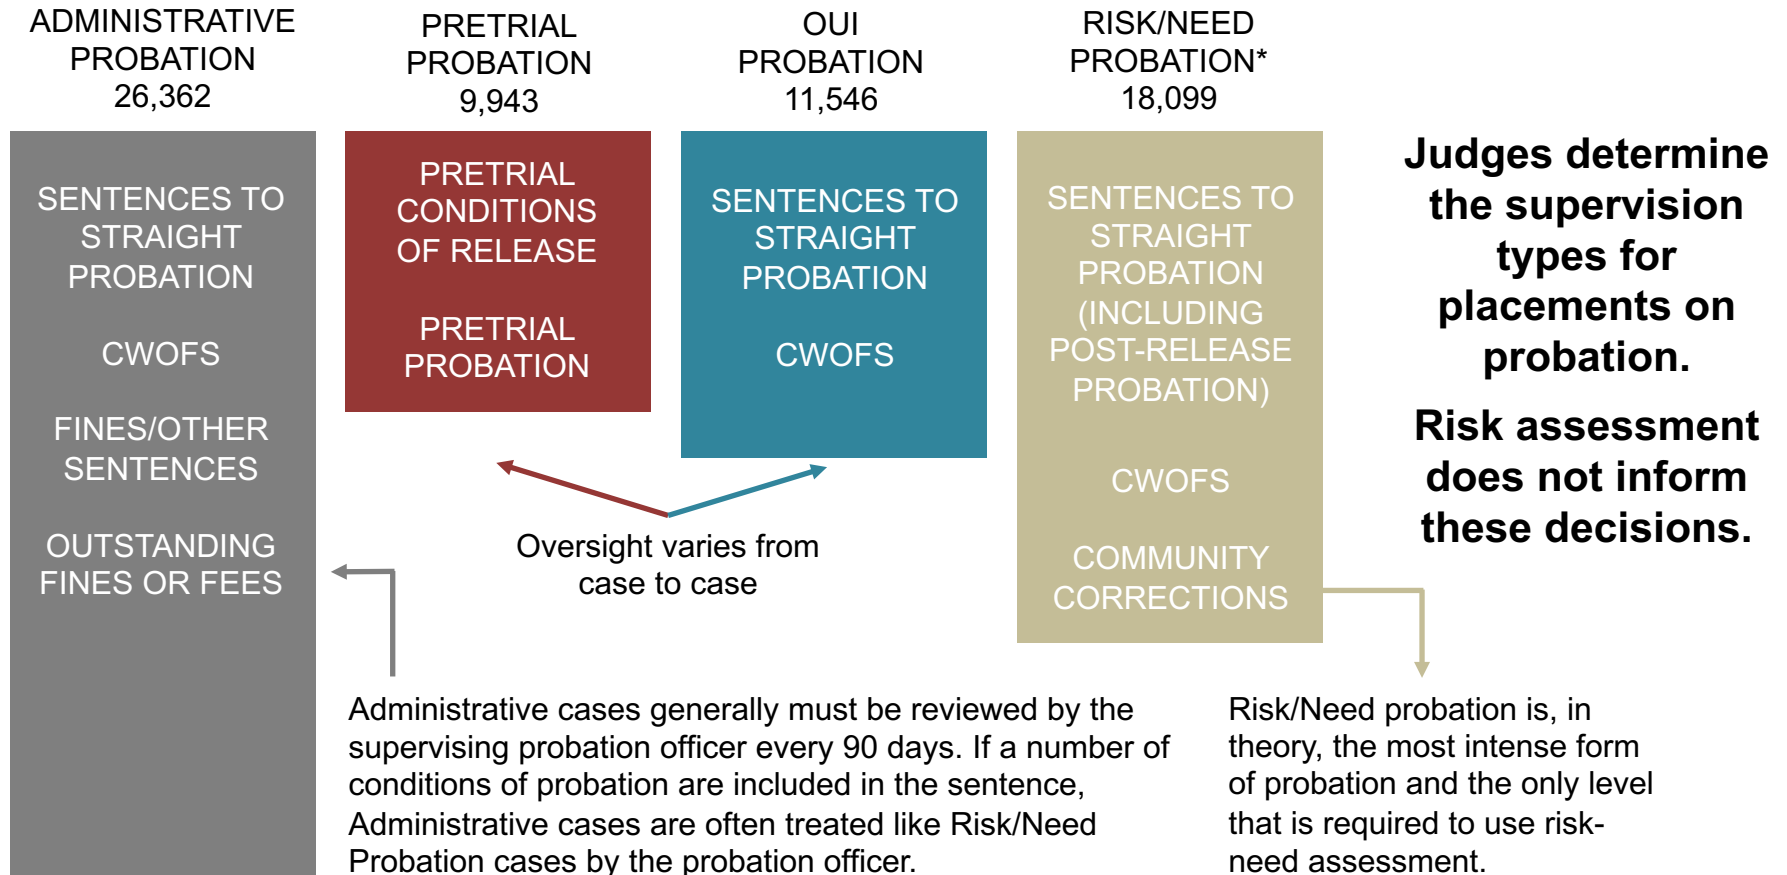 ADMINISTRATIVE
PROBATION
26,362
PRETRIAL
PROBATION
9,943
OUI
PROBATION
11,546
RISK/NEED
PROBATION*
18,099
SENTENCES TO
STRAIGHT
PROBATION
CWOFS
FINES/OTHER
SENTENCES
OUTSTANDING
FINES OR FEES
PRETRIAL
CONDITIONS
OF RELEASE
PRETRIAL
PROBATION
SENTENCES TO
STRAIGHT
PROBATION
CWOFS
SENTENCES TO
STRAIGHT
PROBATION
(INCLUDING
POST-RELEASE
PROBATION)
CWOFS
COMMUNITY
CORRECTIONS
Judges determine
the supervision
types for
placements on
probation.
Risk assessment
does not inform
these decisions.
Oversight varies from
case to case
Administrative cases generally must be reviewed by the
supervising probation officer every 90 days. If a number of
conditions of probation are included in the sentence,
Administrative cases are often treated like Risk/Need
Probation cases by the probation officer.
Risk/Need probation is, in
theory, the most intense form
of probation and the only level
that is required to use risk-
need assessment.